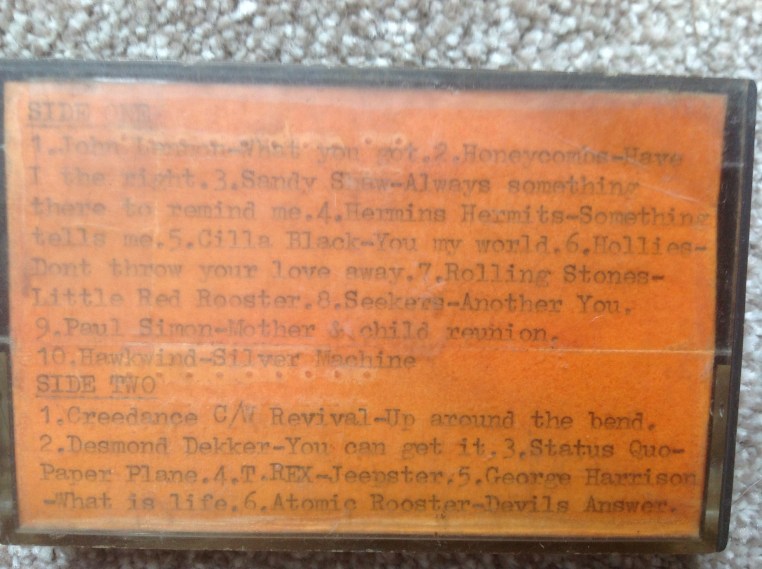 SIDE ONE
1.John Lennon-What you got.2.Honeycombs-Have
I the right.3.Sandy Shaw-Always something
there to remind me.4.Hermins Hermits-Something
tells me.5.Cilla Black-You my world.6.Hollies-
Dont throw your love away.7.Rolling Stones-
Little Red Rooster.8.Seekers-Another You.
9.Paul Simon-Mother & child reunion.
10.Hawkwind-Silver Machine
SIDE TWO
1.Creedance C/W Revival-Up around the bend.
2.Desmond Dekker-You can get it.3.Status Quo-
Paper Plane.4.T.REX-Jeepster.5.George Harrison
-What is life.6.Atomic Rooster-Devils Answer.